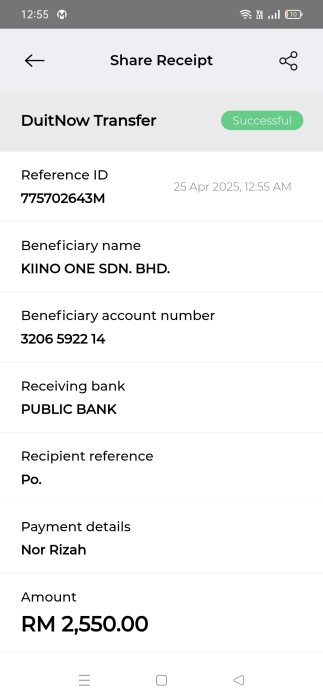 12:55
Share Receipt
DuitNow Transfer
Successful
Reference ID
775702643M
25 Apr 2025, 12:55 AM
Beneficiary name
KIINO ONE SDN. BHD.
Beneficiary account number
3206 5922 14
Receiving bank
PUBLIC BANK
Recipient reference
Po.
Payment details
Nor Rizah
Amount
RM 2,550.00